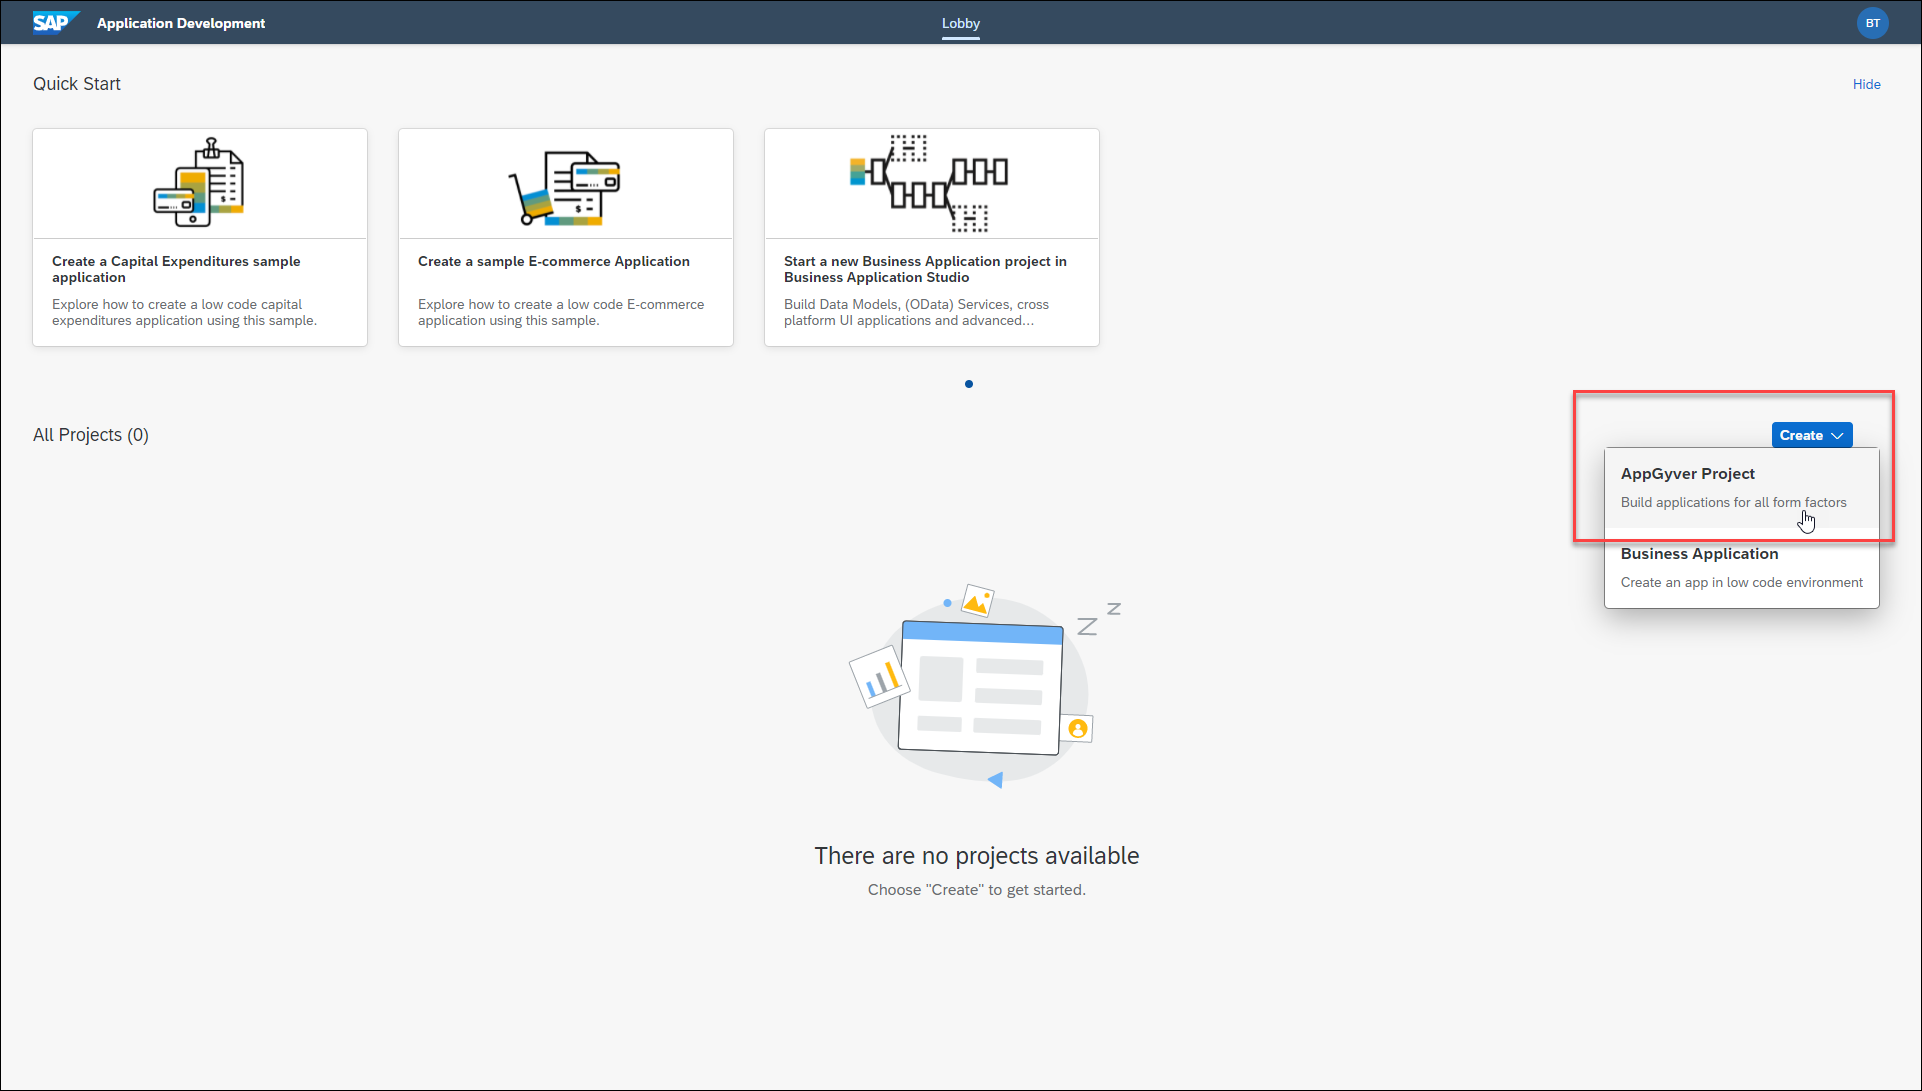 SAP Application Development
Lobby
BT
Quick Start
Hide
Create a Capital Expenditures sample
application
Explore how to create a low code capital
expenditures application using this sample.
Create a sample E-commerce Application
Explore how to create a low code E-commerce
application using this sample.
Start a new Business Application project in
Business Application Studio
Build Data Models, (OData) Services, cross
platform UI applications and advanced...
All Projects (0)
Create
AppGyver Project
Build applications for all form factors
Business Application
Create an app in low code environment
Z Z
There are no projects available
Choose "Create" to get started.